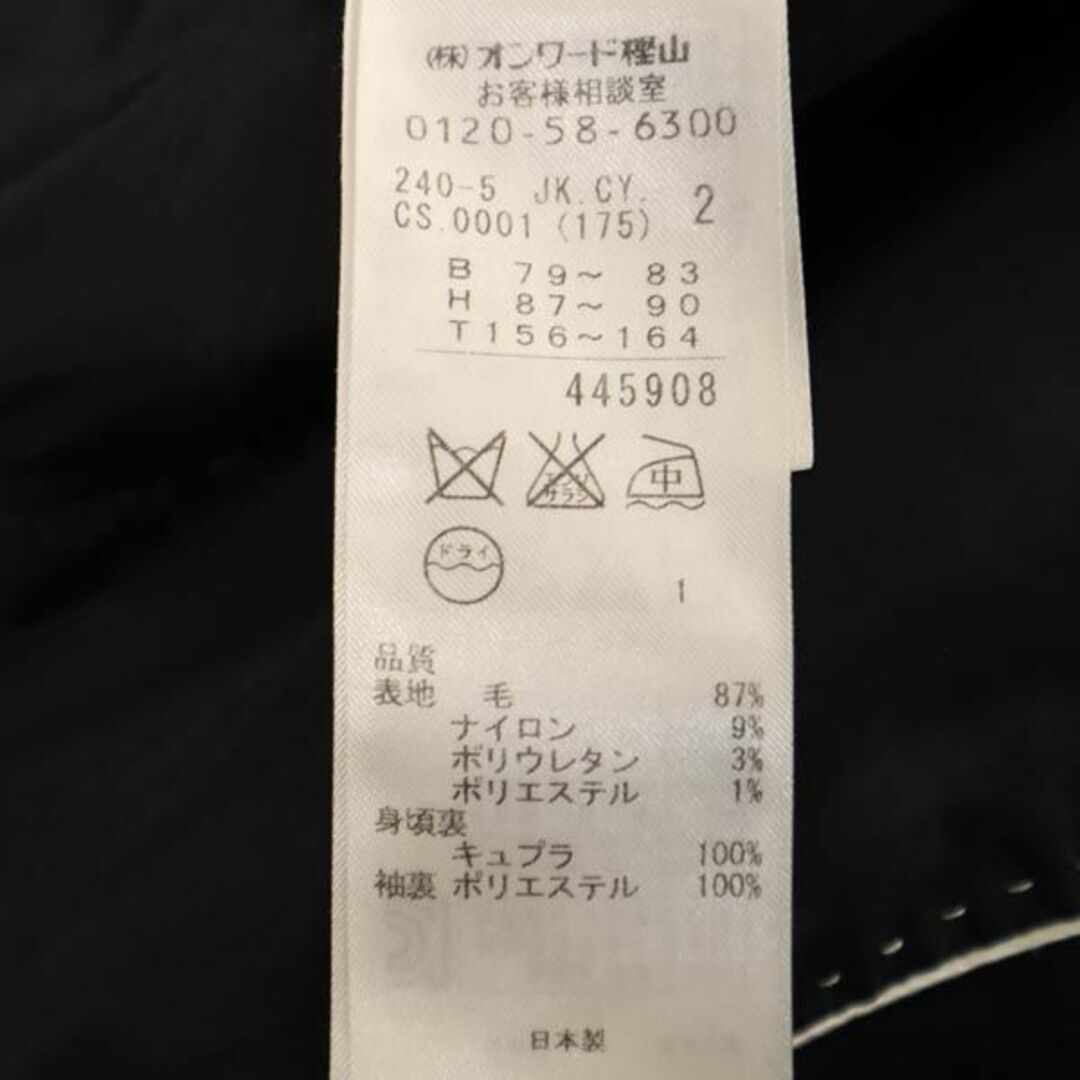 (株)オンワード樫山
お客様相談室
0120-58-6300
240-5 JK.CY. 2
CS.0001 (175)
B 79～ 83
H 87～ 90
T156～164
445908
サラシ 中
ドライ
1
品質
表地 毛 87%
ナイロン 9%
ポリウレタン 3%
ポリエステル 1%
身頃裏
キュプラ 100%
袖裏 ポリエステル 100%
日本製